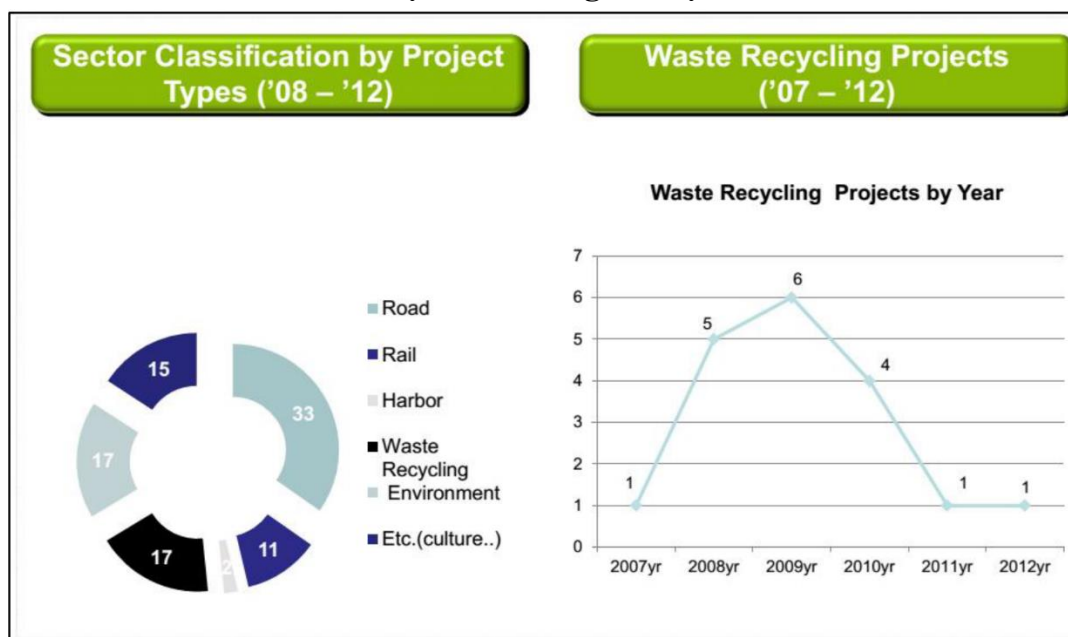 Sector Classification by Project
Types ('08 – '12)
Waste Recycling Projects
('07 – '12)
Waste Recycling Projects by Year
Road
Rail
Harbor
Waste
Recycling
Environment
Etc.(culture..)
15
33
17
17
2
11
7
6
5
4
3
2
1
0
1
5
6
4
1
1
2007yr 2008yr 2009yr 2010yr 2011yr 2012yr